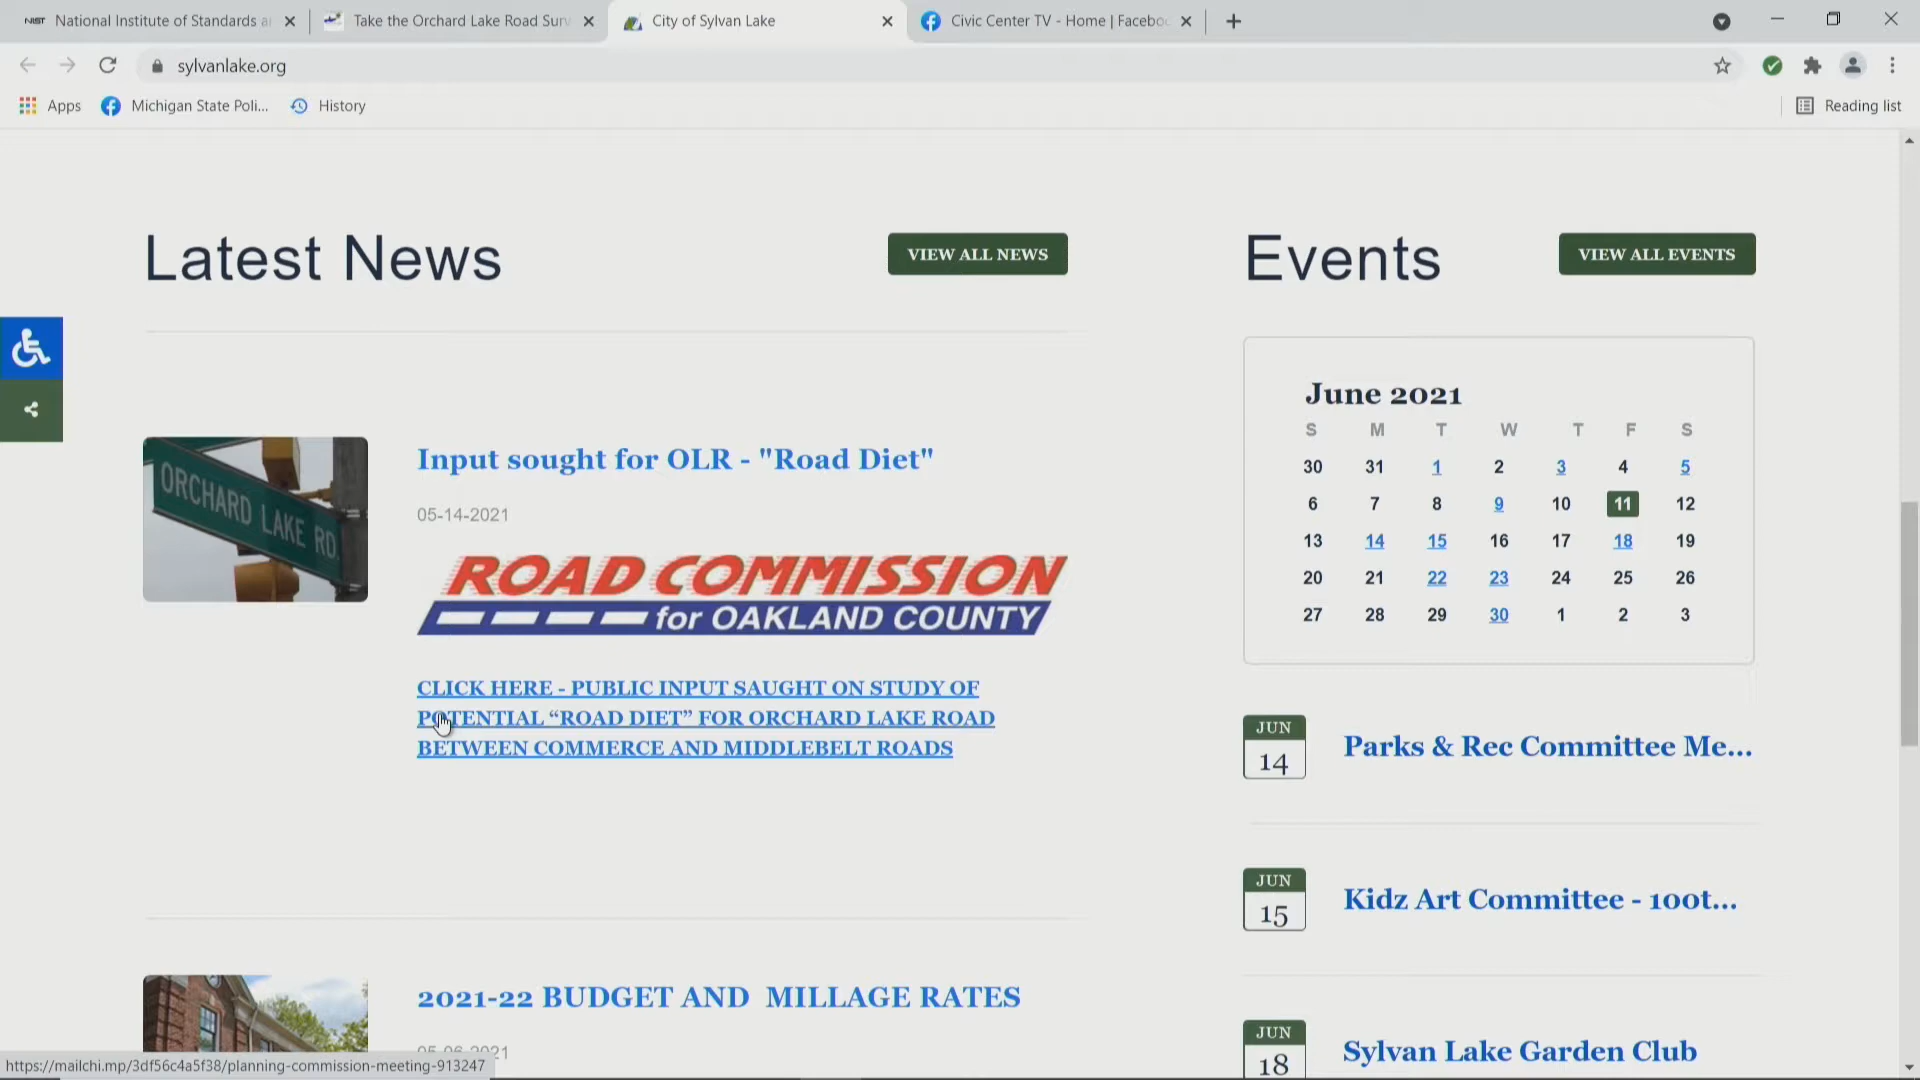 NIST National Institute of Standards a
Take the Orchard Lake Road Sur
City of Sylvan Lake
Civic Center TV - Home | Facebo
sylvanlake.org
Apps
Michigan State Poli...
History
Reading list
Latest News
VIEW ALL NEWS
ORCHARD LAKE RD
Input sought for OLR - "Road Diet"
05-14-2021
ROAD COMMISSION
for OAKLAND COUNTY
CLICK HERE - PUBLIC INPUT SAUGHT ON STUDY OF
POTENTIAL “ROAD DIET” FOR ORCHARD LAKE ROAD
BETWEEN COMMERCE AND MIDDLEBELT ROADS
2021-22 BUDGET AND MILLAGE RATES
05-06-2021
Events
VIEW ALL EVENTS
June 2021
S M T W T F S
30 31 1 2 3 4 5
6 7 8 9 10 11 12
13 14 15 16 17 18 19
20 21 22 23 24 25 26
27 28 29 30 1 2 3
JUN
14
Parks & Rec Committee Me...
JUN
15
Kidz Art Committee - 100t...
JUN
18
Sylvan Lake Garden Club
https://mailchi.mp/3df56c4a5f38/planning-commission-meeting-913247